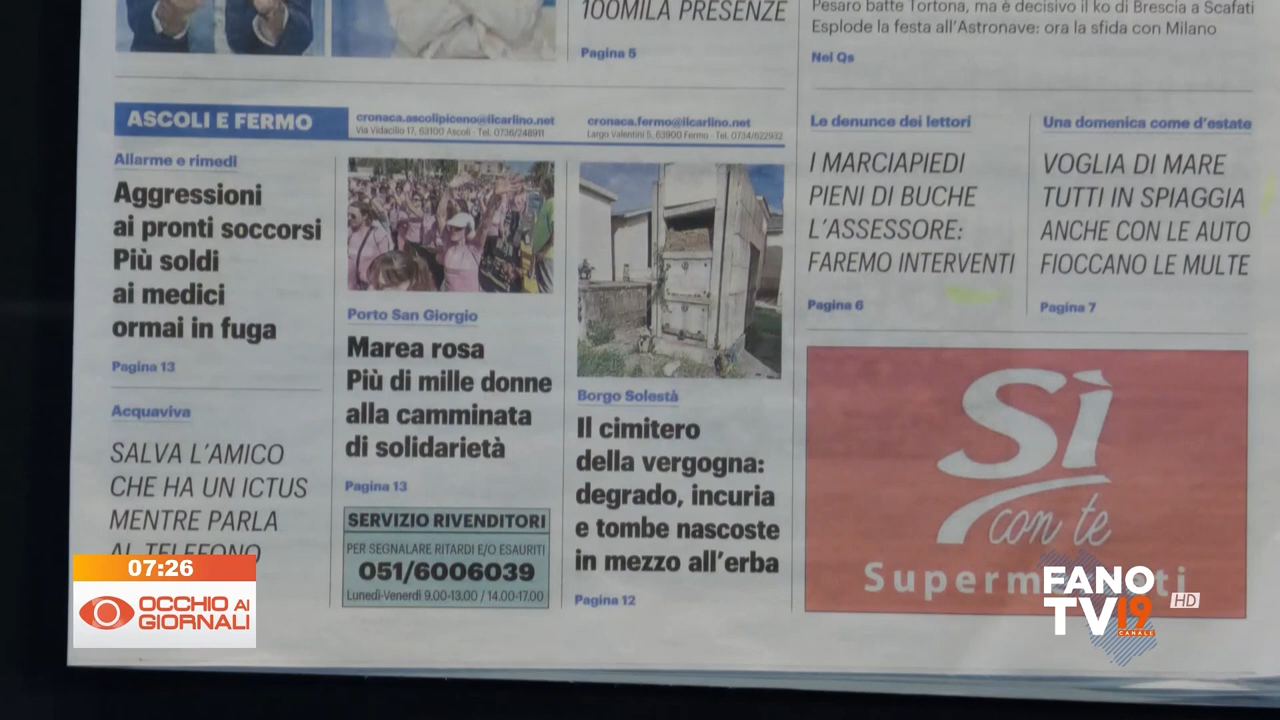 100MILA PRESENZE
Pagina 5
Pesaro batte Tortona, ma è decisivo il ko di Brescia a Scafati
Esplode la festa all'Astronave: ora la sfida con Milano
Nel Qs
ASCOLI E FERMO
cronaca.ascolipiceno@ilcarlino.net
Via Vidacilio 17, 63100 Ascoli - Tel. 0736/248911
cronaca.fermo@ilcarlino.net
Largo Valentini 5, 63900 Fermo - Tel. 0734/622932
Allarme e rimedi
Aggressioni
ai pronti soccorsi
Più soldi
ai medici
ormai in fuga
Pagina 13
Acquaviva
SALVA L'AMICO
CHE HA UN ICTUS
MENTRE PARLA
AL TELEFONO
Porto San Giorgio
Marea rosa
Più di mille donne
alla camminata
di solidarietà
Pagina 13
SERVIZIO RIVENDITORI
PER SEGNALARE RITARDI E/O ESAURITI
051/6006039
Lunedì-Venerdì 9.00-13.00 / 14.00-17.00
Borgo Solestà
Il cimitero
della vergogna:
degrado, incuria
e tombe nascoste
in mezzo all'erba
Pagina 12
Le denunce dei lettori
I MARCIAPIEDI
PIENI DI BUCHE
L'ASSESSORE:
FAREMO INTERVENTI
Pagina 6
Una domenica come d'estate
VOGLIA DI MARE
TUTTI IN SPIAGGIA
ANCHE CON LE AUTO
FIOCCANO LE MULTE
Pagina 7
Sì
con te
Supermercati
07:26
OCCHIO AI
GIORNALI
FANO
TV19
CANALE
HD